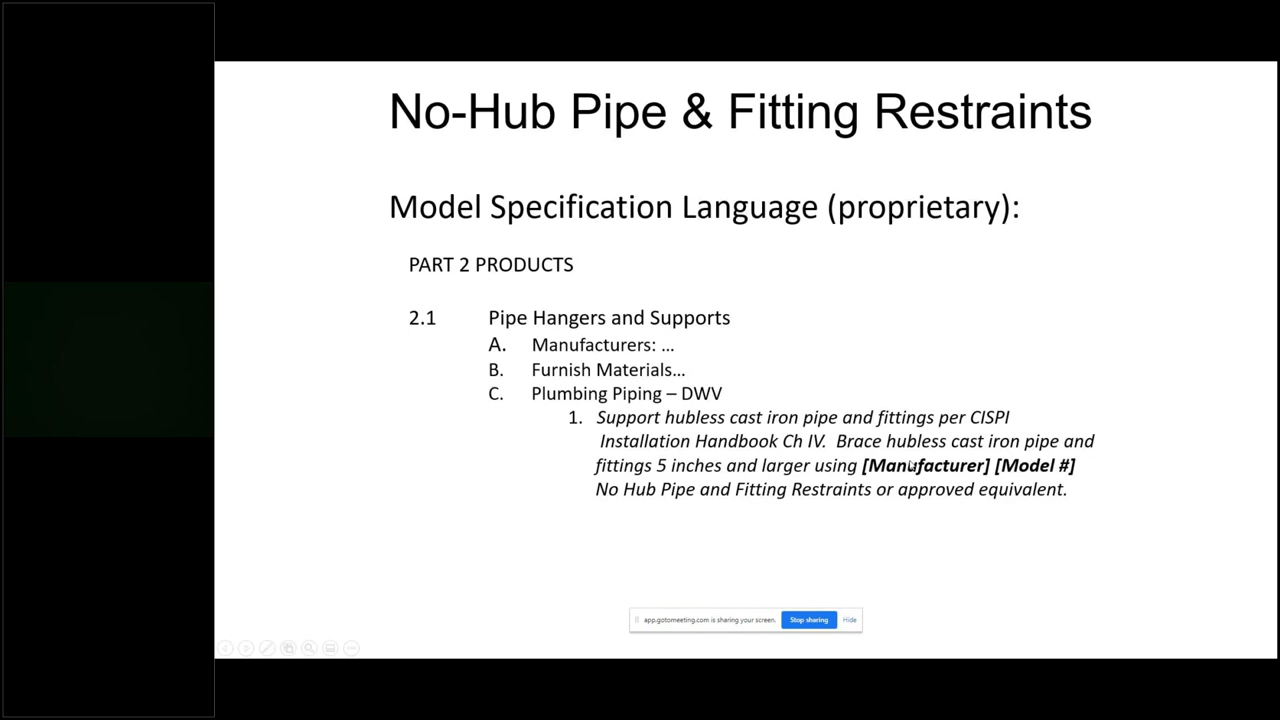 No-Hub Pipe & Fitting Restraints
Model Specification Language (proprietary):
PART 2 PRODUCTS
2.1 Pipe Hangers and Supports
A. Manufacturers: …
B. Furnish Materials…
C. Plumbing Piping – DWV
1. Support hubless cast iron pipe and fittings per CISPI
Installation Handbook Ch IV. Brace hubless cast iron pipe and
fittings 5 inches and larger using [Manufacturer] [Model #]
No Hub Pipe and Fitting Restraints or approved equivalent.
app.gotomeeting.com is sharing your screen. Stop sharing Hide